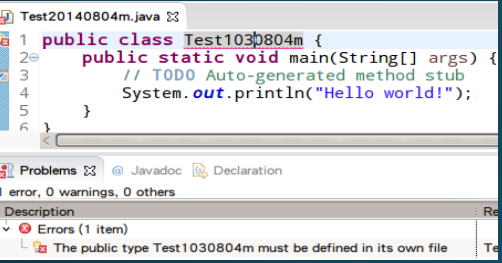 Test20140804m.java
1 public class Test1030804m {
2 public static void main(String[] args) {
3 // TODO Auto-generated method stub
4 System.out.println("Hello world!");
5 }
6 }
Problems @ Javadoc Declaration
1 error, 0 warnings, 0 others
Description Re
Errors (1 item)
The public type Test1030804m must be defined in its own file Te